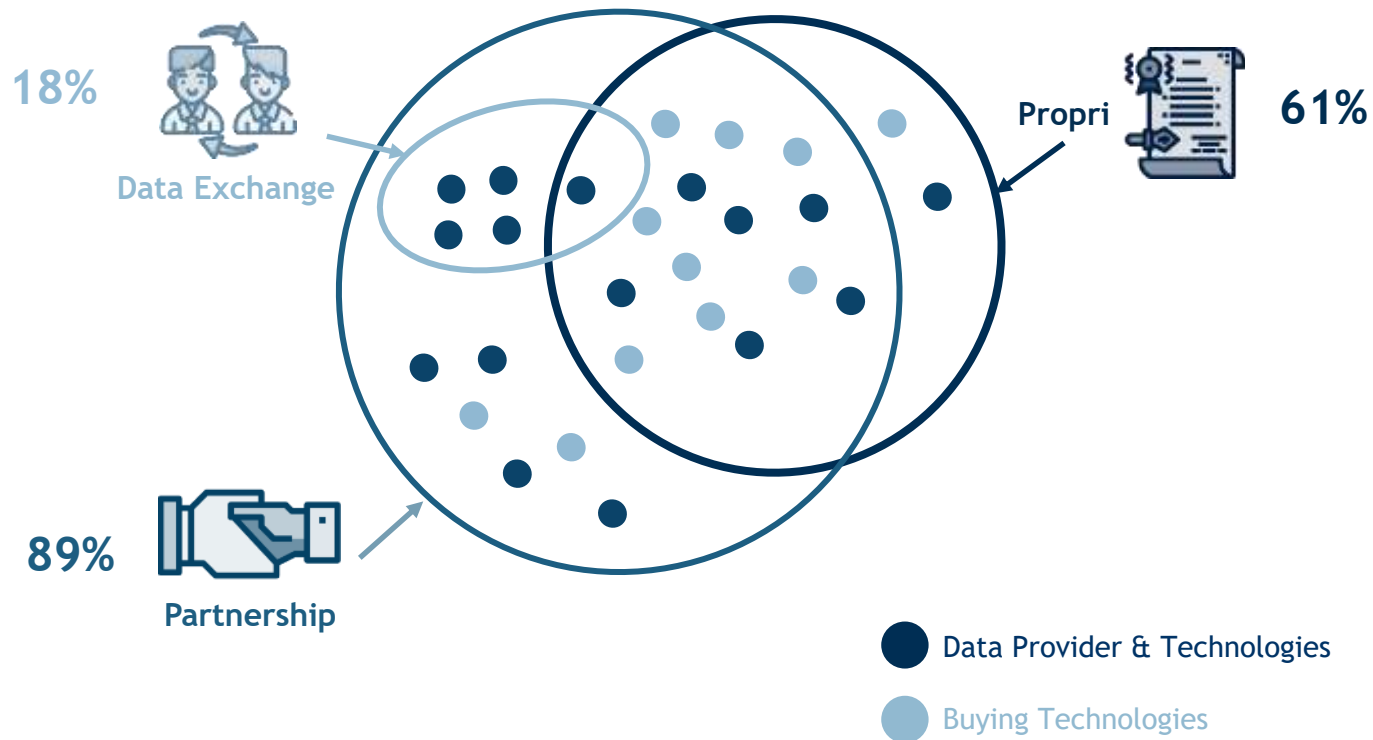 18%
Data Exchange
Propri
61%
89%
Partnership
Data Provider & Technologies
Buying Technologies